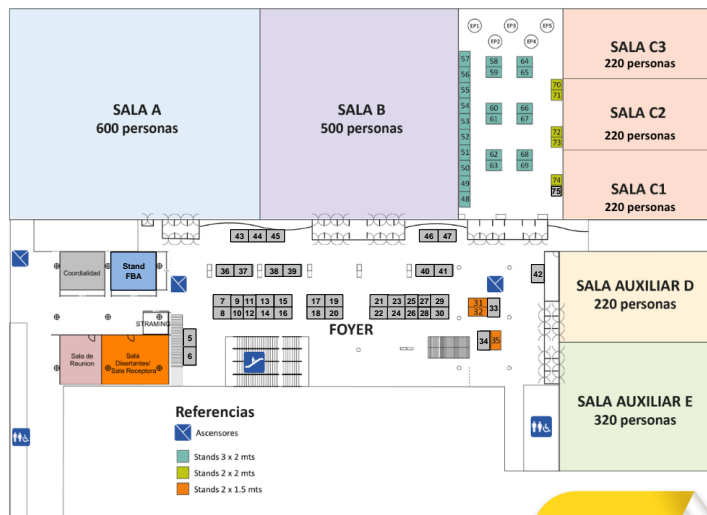 SALA A
600 personas
SALA B
500 personas
EP1
EP2
EP3
EP4
EP5
57
56
55
54
53
52
51
50
49
48
58
59
64
65
60
61
66
67
62
63
68
69
70
71
72
73
74
75
SALA C3
220 personas
SALA C2
220 personas
SALA C1
220 personas
43 44 45
46 47
36 37
38 39
40 41
42
Cordialidad
Stand
FBA
STRAMING
7 9 11 13 15
8 10 12 14 16
17 19
18 20
21 23 25 27 29
22 24 26 28 30
31
32
33
34 35
5
6
FOYER
Sala de
Reunion
Sala
Disertantes/
Sala Receptora
SALA AUXILIAR D
220 personas
SALA AUXILIAR E
320 personas
Referencias
Ascensores
Stands 3 x 2 mts
Stands 2 x 2 mts
Stands 2 x 1.5 mts